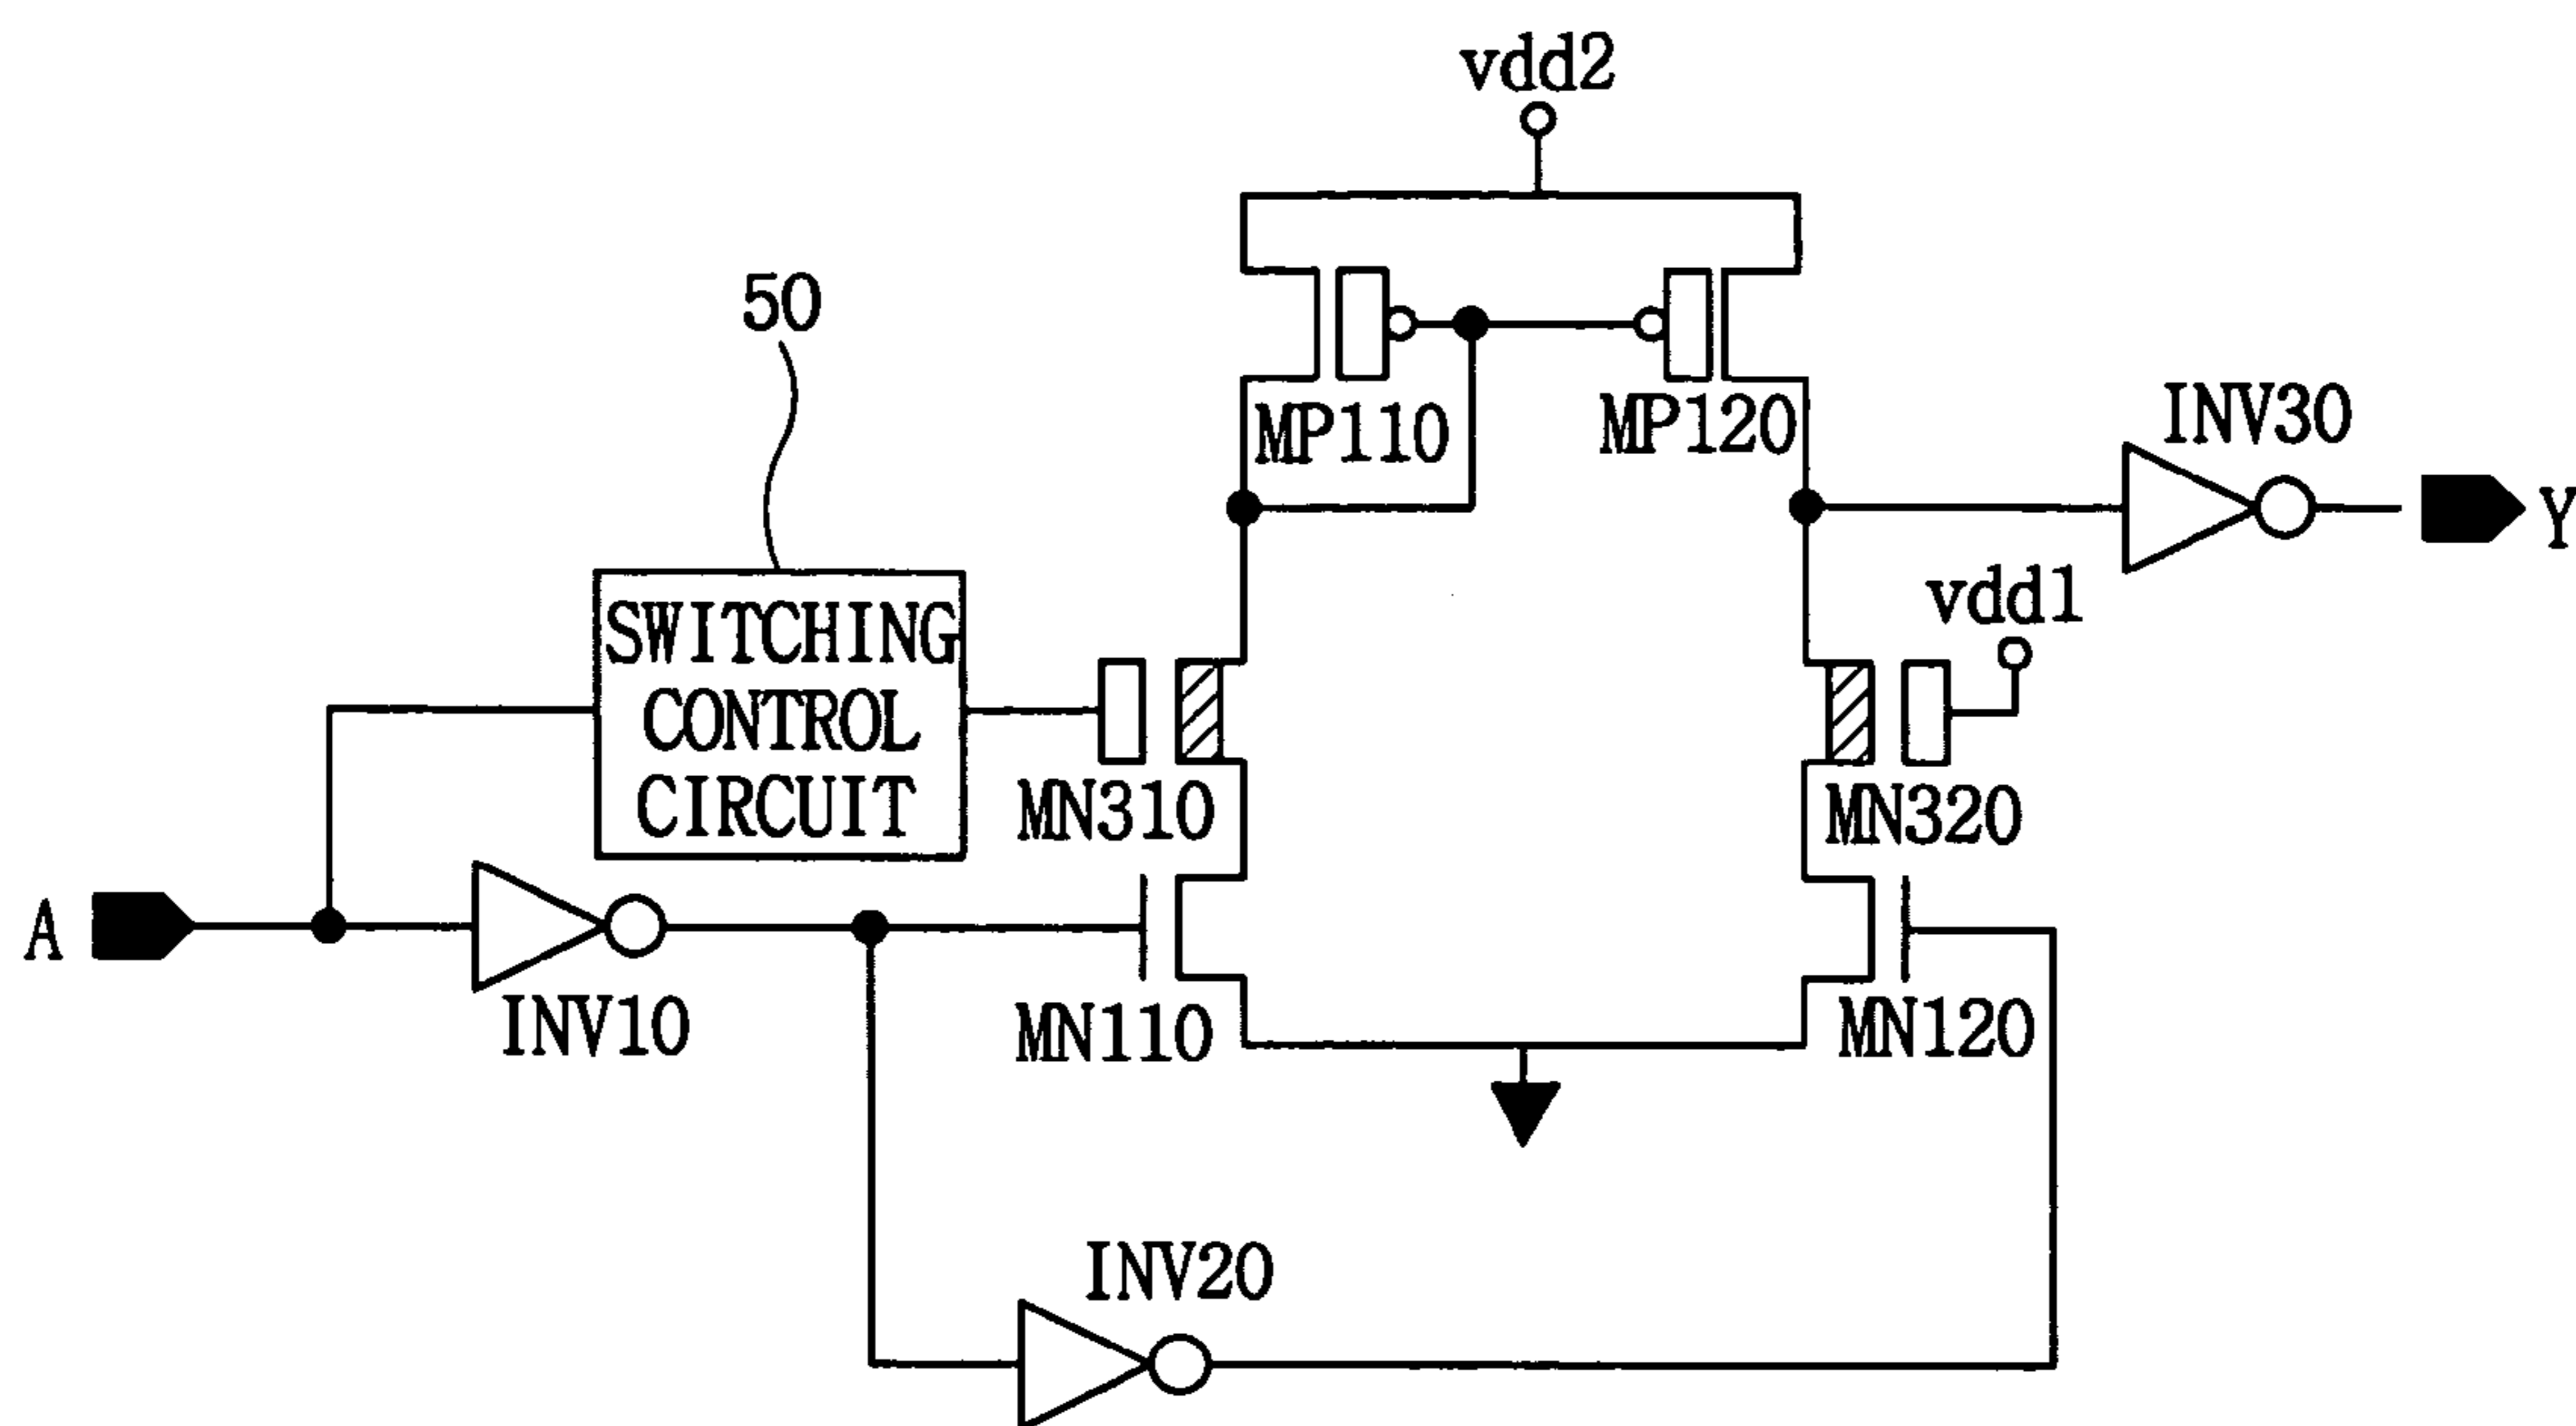 vdd2
50
MP110
MP120
INV30
Y
SWITCHING
CONTROL
CIRCUIT
vdd1
MN310
MN320
A
INV10
MN110
MN120
INV20